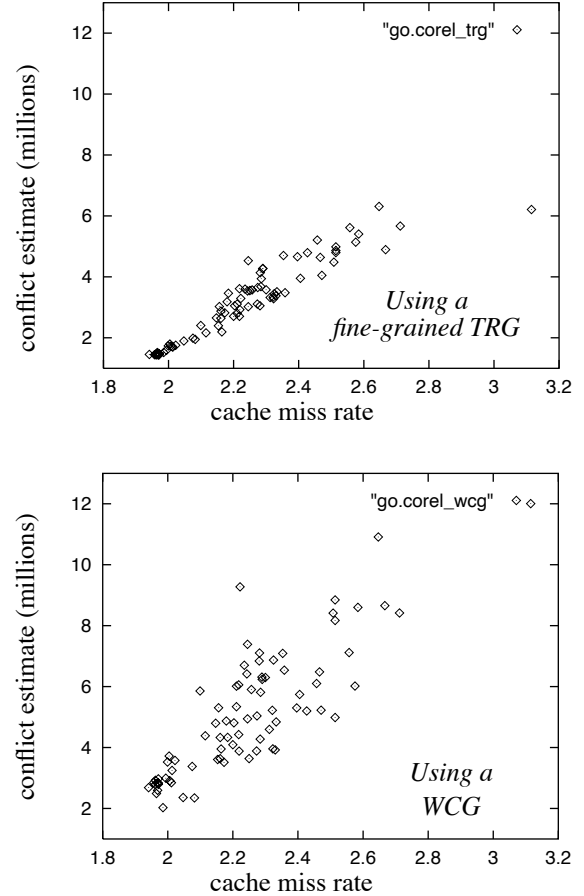 12
"go.corel_trg"
10
8
6
4
2
conflict estimate (millions)
Using a
fine-grained TRG
1.8 2 2.2 2.4 2.6 2.8 3 3.2
cache miss rate
12
"go.corel_wcg"
10
8
6
4
2
conflict estimate (millions)
Using a
WCG
1.8 2 2.2 2.4 2.6 2.8 3 3.2
cache miss rate